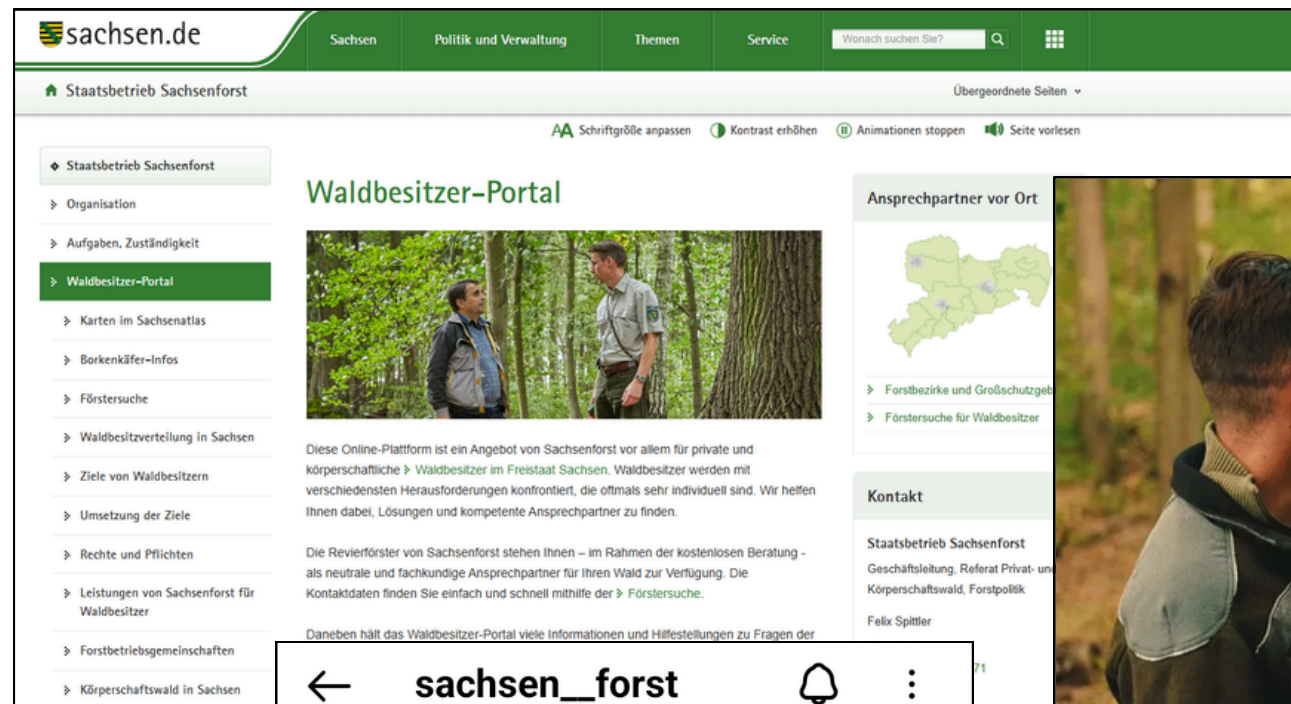 sachsen.de
Sachsen
Politik und Verwaltung
Themen
Service
Wonach suchen Sie?
Staatsbetrieb Sachsenforst
Übergeordnete Seiten
AA Schriftgröße anpassen
Kontrast erhöhen
Animationen stoppen
Seite vorlesen
Staatsbetrieb Sachsenforst
Organisation
Aufgaben, Zuständigkeit
Waldbesitzer-Portal
Karten im Sachsenatlas
Borkenkäfer-Infos
Förstersuche
Waldbesitzverteilung in Sachsen
Ziele von Waldbesitzern
Umsetzung der Ziele
Rechte und Pflichten
Leistungen von Sachsenforst für
Waldbesitzer
Forstbetriebsgemeinschaften
Körperschaftswald in Sachsen
Waldbesitzer-Portal
Diese Online-Plattform ist ein Angebot von Sachsenforst vor allem für private und
körperschaftliche Waldbesitzer im Freistaat Sachsen. Waldbesitzer werden mit
verschiedensten Herausforderungen konfrontiert, die oftmals sehr individuell sind. Wir helfen
Ihnen dabei, Lösungen und kompetente Ansprechpartner zu finden.
Die Revierförster von Sachsenforst stehen Ihnen – im Rahmen der kostenlosen Beratung -
als neutrale und fachkundige Ansprechpartner für Ihren Wald zur Verfügung. Die
Kontaktdaten finden Sie einfach und schnell mithilfe der Förstersuche.
Daneben hält das Waldbesitzer-Portal viele Informationen und Hilfestellungen zu Fragen der
Ansprechpartner vor Ort
Forstbezirke und Großschutzgeb
Förstersuche für Waldbesitzer
Kontakt
Staatsbetrieb Sachsenforst
Geschäftsleitung, Referat Privat- und
Körperschaftswald, Forstpolitik
Felix Spittler
71
sachsen__forst